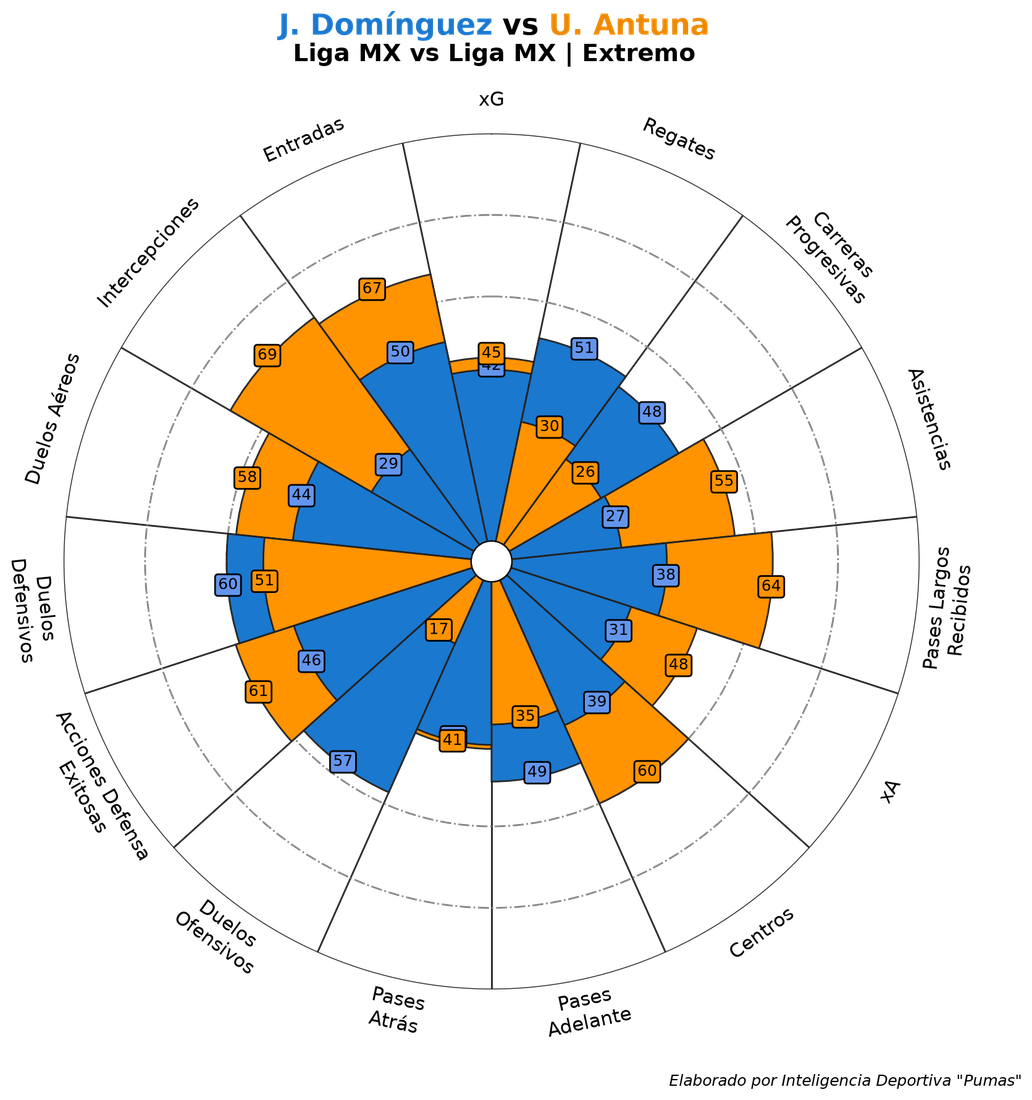 J. Domínguez vs U. Antuna
Liga MX vs Liga MX | Extremo
xG
Regates
Carreras
Progresivas
Asistencias
Pases Largos
Recibidos
xA
Centros
Pases
Adelante
Pases
Atrás
Duelos
Ofensivos
Acciones Defensa
Exitosas
Duelos
Defensivos
Duelos Aéreos
Intercepciones
Entradas
45
42
51
30
48
26
55
27
64
38
48
31
60
39
49
35
41
57
17
61
46
60
51
58
44
69
29
67
50
Elaborado por Inteligencia Deportiva "Pumas"